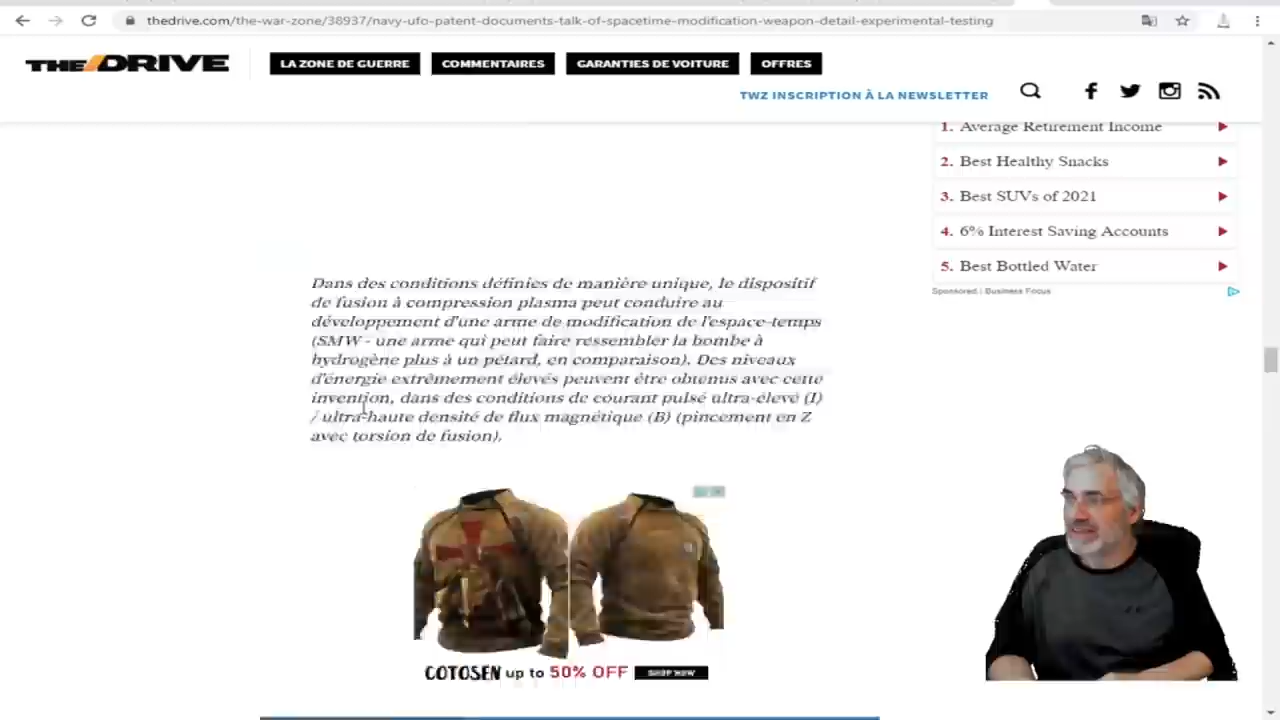 thedrive.com/the-war-zone/38937/navy-ufo-patent-documents-talk-of-spacetime-modification-weapon-detail-experimental-testing
THE DRIVE
LA ZONE DE GUERRE
COMMENTAIRES
GARANTIES DE VOITURE
OFFRES
TWZ INSCRIPTION À LA NEWSLETTER
1. Average Retirement Income
2. Best Healthy Snacks
3. Best SUVs of 2021
4. 6% Interest Saving Accounts
5. Best Bottled Water
Sponsored | Business Focus
Dans des conditions définies de manière unique, le dispositif
de fusion à compression plasma peut conduire au
développement d'une arme de modification de l'espace-temps
(SMW - une arme qui peut faire ressembler la bombe à
hydrogène plus à un pétard, en comparaison). Des niveaux
d'énergie extrêmement élevés peuvent être obtenus avec cette
invention, dans des conditions de courant pulsé ultra-élevé (I)
/ ultra-haute densité de flux magnétique (B) (pincement en Z
avec torsion de fusion).
COTOSEN up to 50% OFF
SHOP NOW